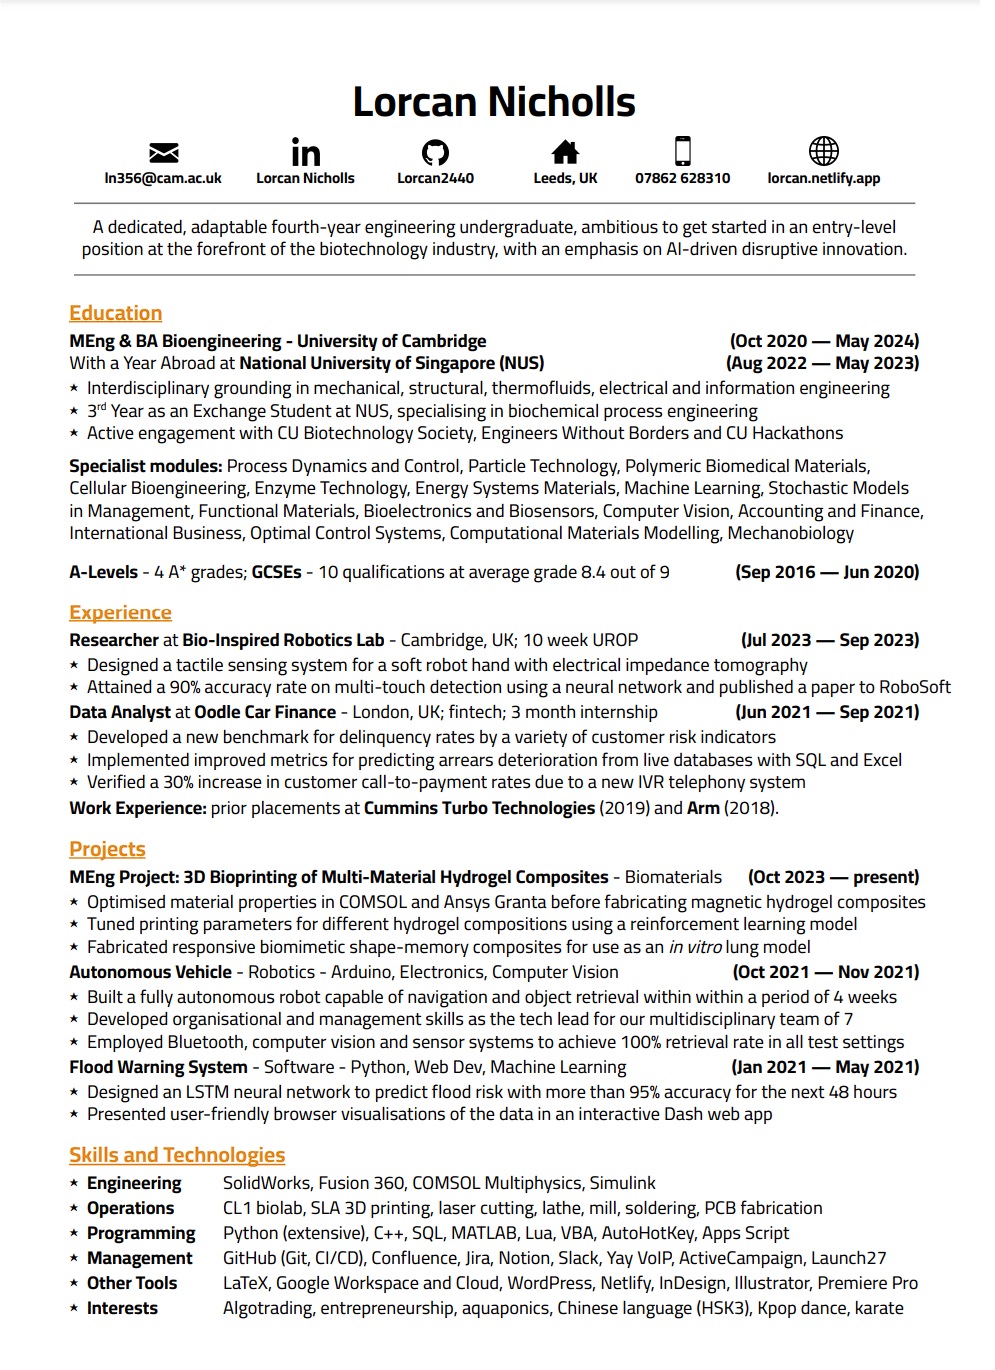 Lorcan Nicholls
ln356@cam.ac.uk Lorcan Nicholls Lorcan2440 Leeds, UK 07862 628310 lorcan.netlify.app
A dedicated, adaptable fourth-year engineering undergraduate, ambitious to get started in an entry-level
position at the forefront of the biotechnology industry, with an emphasis on AI-driven disruptive innovation.
Education
MEng & BA Bioengineering - University of Cambridge (Oct 2020 — May 2024)
With a Year Abroad at National University of Singapore (NUS) (Aug 2022 — May 2023)
★ Interdisciplinary grounding in mechanical, structural, thermofluids, electrical and information engineering
★ 3rd Year as an Exchange Student at NUS, specialising in biochemical process engineering
★ Active engagement with CU Biotechnology Society, Engineers Without Borders and CU Hackathons
Specialist modules: Process Dynamics and Control, Particle Technology, Polymeric Biomedical Materials,
Cellular Bioengineering, Enzyme Technology, Energy Systems Materials, Machine Learning, Stochastic Models
in Management, Functional Materials, Bioelectronics and Biosensors, Computer Vision, Accounting and Finance,
International Business, Optimal Control Systems, Computational Materials Modelling, Mechanobiology
A-Levels - 4 A* grades; GCSEs - 10 qualifications at average grade 8.4 out of 9 (Sep 2016 — Jun 2020)
Experience
Researcher at Bio-Inspired Robotics Lab - Cambridge, UK; 10 week UROP (Jul 2023 — Sep 2023)
★ Designed a tactile sensing system for a soft robot hand with electrical impedance tomography
★ Attained a 90% accuracy rate on multi-touch detection using a neural network and published a paper to RoboSoft
Data Analyst at Oodle Car Finance - London, UK; fintech; 3 month internship (Jun 2021 — Sep 2021)
★ Developed a new benchmark for delinquency rates by a variety of customer risk indicators
★ Implemented improved metrics for predicting arrears deterioration from live databases with SQL and Excel
★ Verified a 30% increase in customer call-to-payment rates due to a new IVR telephony system
Work Experience: prior placements at Cummins Turbo Technologies (2019) and Arm (2018).
Projects
MEng Project: 3D Bioprinting of Multi-Material Hydrogel Composites - Biomaterials (Oct 2023 — present)
★ Optimised material properties in COMSOL and Ansys Granta before fabricating magnetic hydrogel composites
★ Tuned printing parameters for different hydrogel compositions using a reinforcement learning model
★ Fabricated responsive biomimetic shape-memory composites for use as an in vitro lung model
Autonomous Vehicle - Robotics - Arduino, Electronics, Computer Vision (Oct 2021 — Nov 2021)
★ Built a fully autonomous robot capable of navigation and object retrieval within within a period of 4 weeks
★ Developed organisational and management skills as the tech lead for our multidisciplinary team of 7
★ Employed Bluetooth, computer vision and sensor systems to achieve 100% retrieval rate in all test settings
Flood Warning System - Software - Python, Web Dev, Machine Learning (Jan 2021 — May 2021)
★ Designed an LSTM neural network to predict flood risk with more than 95% accuracy for the next 48 hours
★ Presented user-friendly browser visualisations of the data in an interactive Dash web app
Skills and Technologies
★ Engineering SolidWorks, Fusion 360, COMSOL Multiphysics, Simulink
★ Operations CL1 biolab, SLA 3D printing, laser cutting, lathe, mill, soldering, PCB fabrication
★ Programming Python (extensive), C++, SQL, MATLAB, Lua, VBA, AutoHotKey, Apps Script
★ Management GitHub (Git, CI/CD), Confluence, Jira, Notion, Slack, Yay VoIP, ActiveCampaign, Launch27
★ Other Tools LaTeX, Google Workspace and Cloud, WordPress, Netlify, InDesign, Illustrator, Premiere Pro
★ Interests Algotrading, entrepreneurship, aquaponics, Chinese language (HSK3), Kpop dance, karate